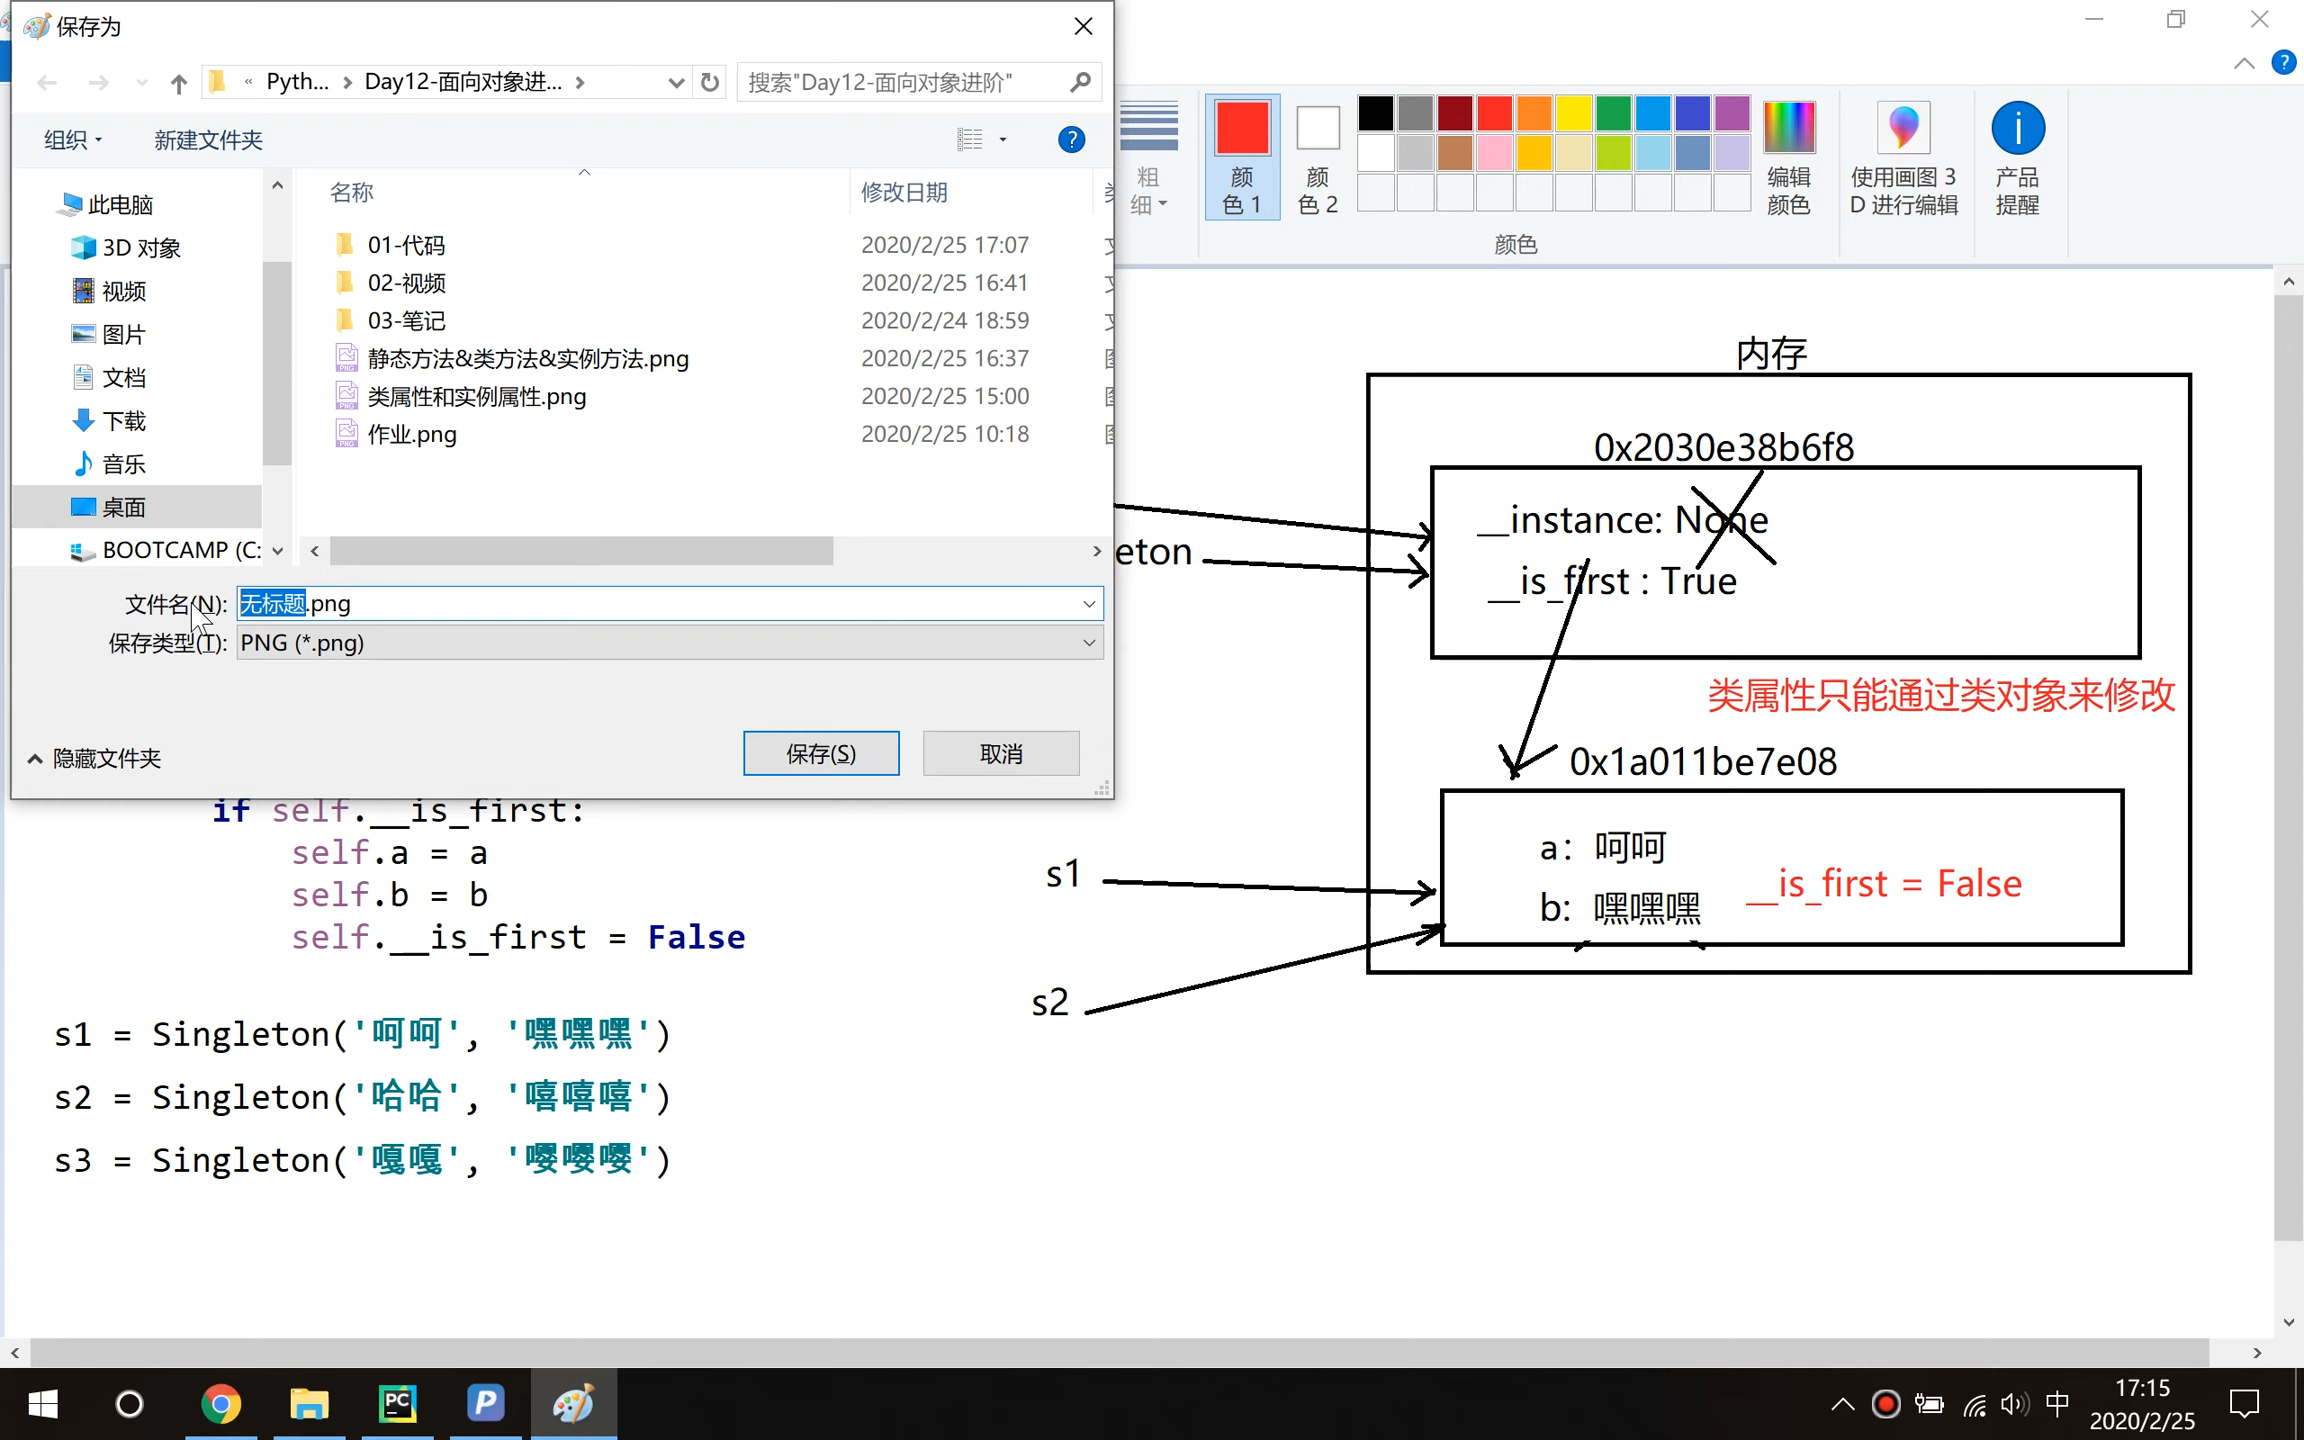 保存为
« Pyth... › Day12-面向对象进... ›
搜索"Day12-面向对象进阶"
组织
新建文件夹
名称
修改日期
此电脑
3D 对象
视频
图片
文档
下载
音乐
桌面
BOOTCAMP (C:
01-代码 2020/2/25 17:07
02-视频 2020/2/25 16:41
03-笔记 2020/2/24 18:59
静态方法&类方法&实例方法.png 2020/2/25 16:37
类属性和实例属性.png 2020/2/25 15:00
作业.png 2020/2/25 10:18
文件名(N): 无标题.png
保存类型(T): PNG (*.png)
隐藏文件夹
保存(S)
取消
粗
细
颜
色 1
颜
色 2
编辑
颜色
使用画图 3
D 进行编辑
产品
提醒
颜色
内存
0x2030e38b6f8
__instance: None
__is_first : True
eton
类属性只能通过类对象来修改
0x1a011be7e08
a：呵呵
b: 嘿嘿嘿
__is_first = False
s1
s2
if self.__is_first:
self.a = a
self.b = b
self.__is_first = False
s1 = Singleton('呵呵', '嘿嘿嘿')
s2 = Singleton('哈哈', '嘻嘻嘻')
s3 = Singleton('嘎嘎', '嘤嘤嘤')
中
17:15
2020/2/25